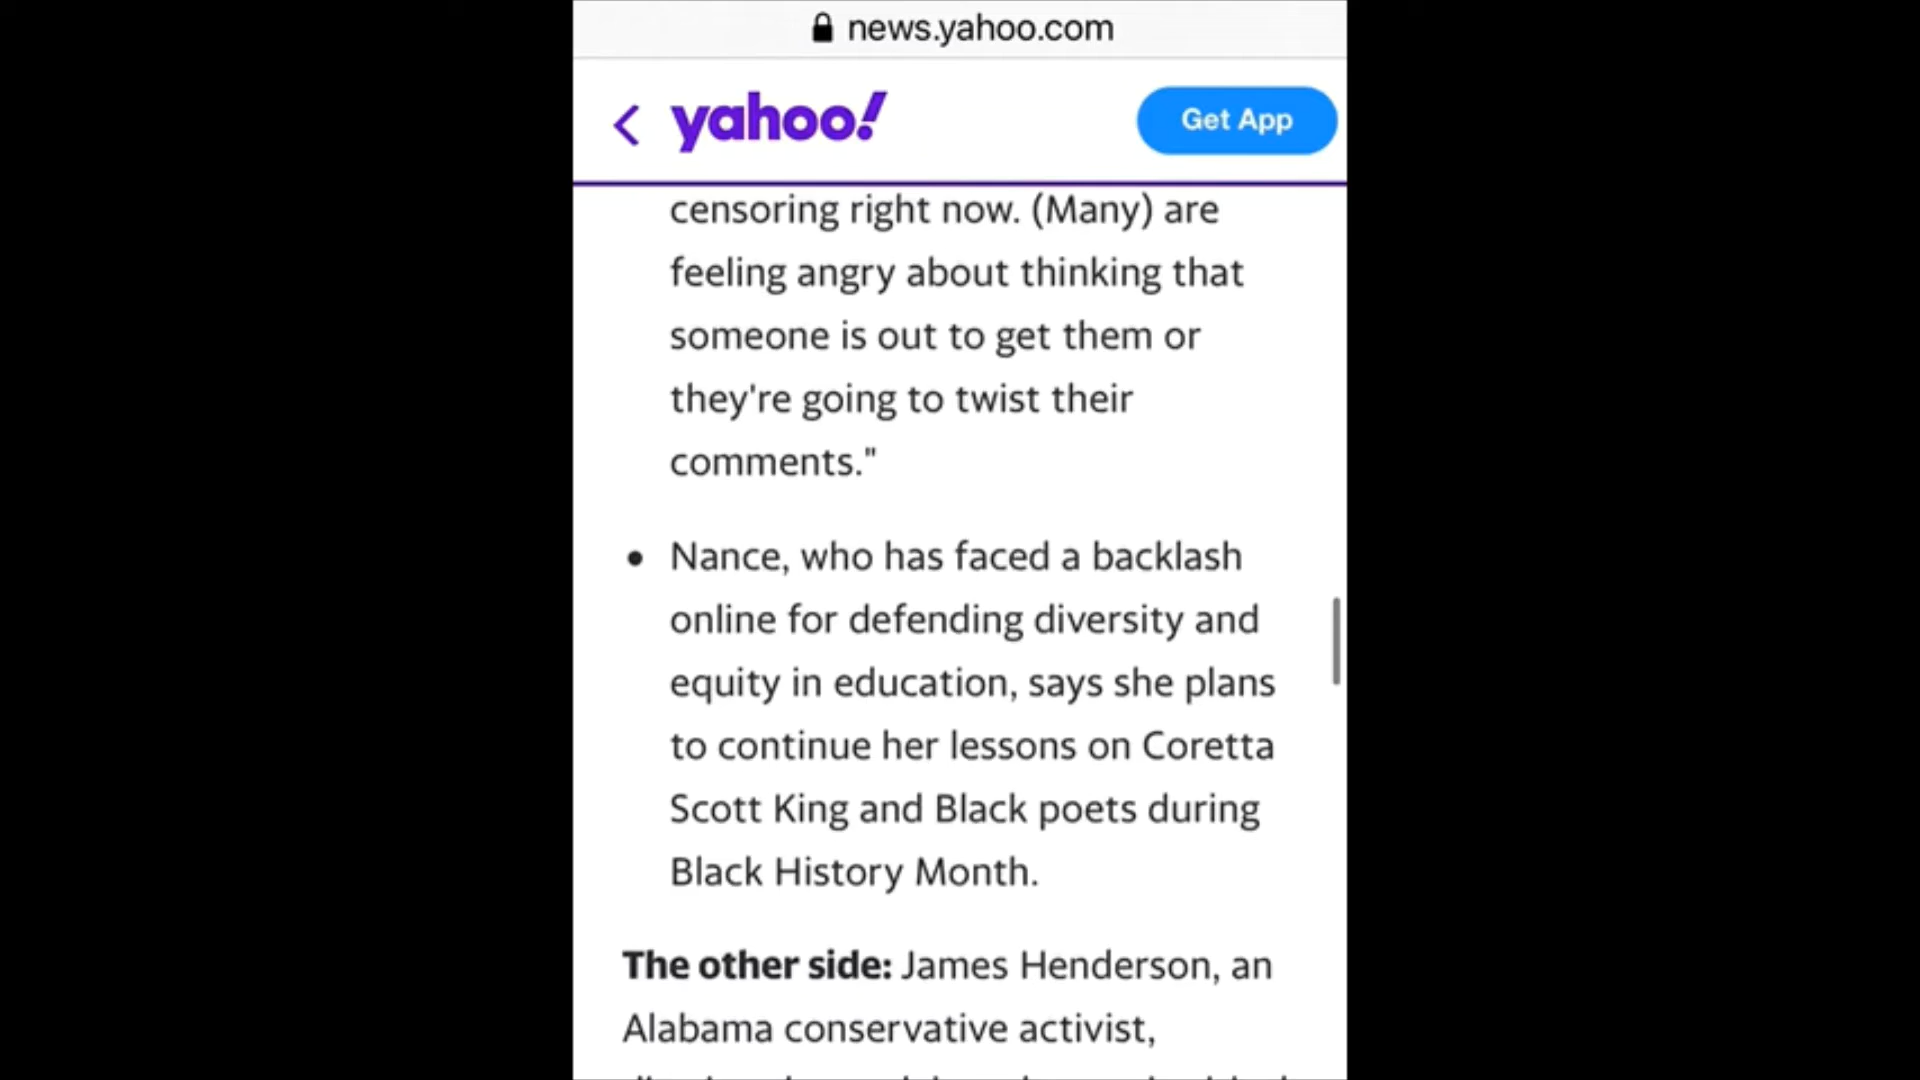 news.yahoo.com
yahoo!
Get App
censoring right now. (Many) are
feeling angry about thinking that
someone is out to get them or
they're going to twist their
comments."
• Nance, who has faced a backlash
online for defending diversity and
equity in education, says she plans
to continue her lessons on Coretta
Scott King and Black poets during
Black History Month.
The other side: James Henderson, an
Alabama conservative activist,